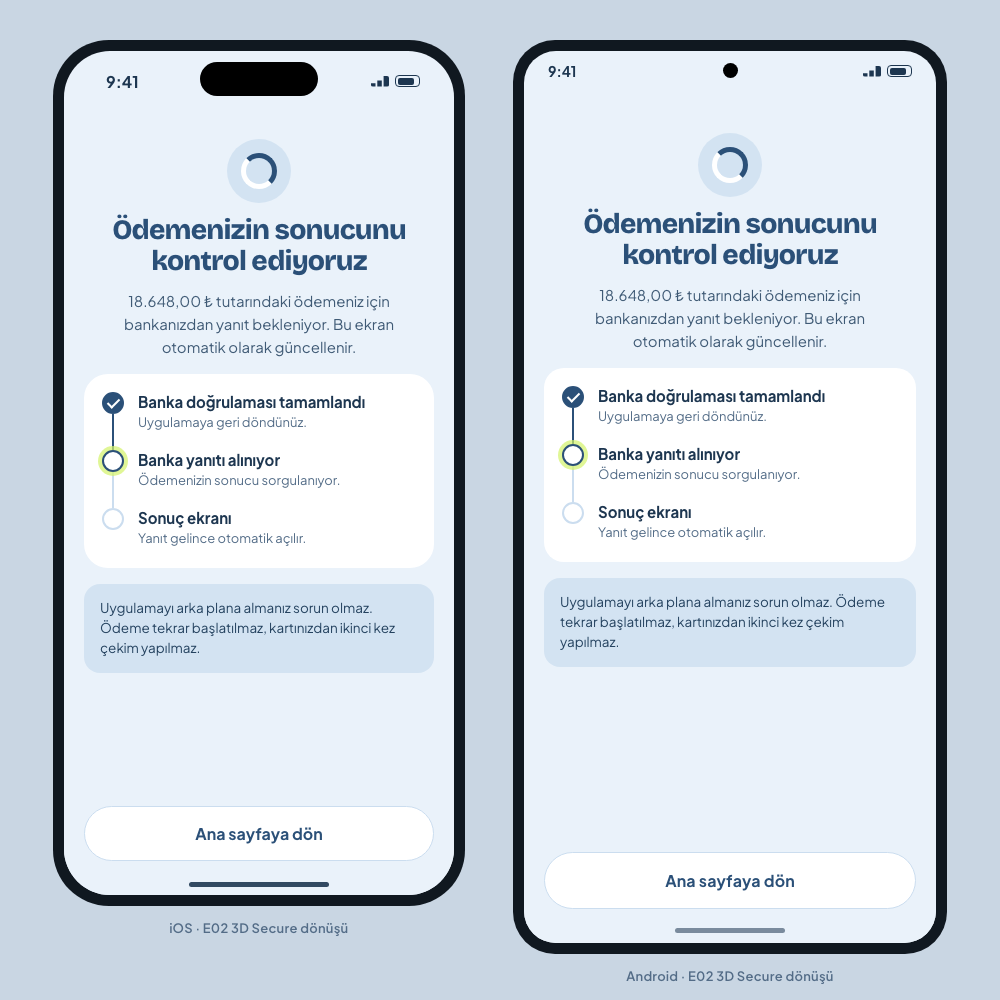 9:41
Ödemenizin sonucunu
kontrol ediyoruz
18.648,00 ₺ tutarındaki ödemeniz için
bankanızdan yanıt bekleniyor. Bu ekran
otomatik olarak güncellenir.
Banka doğrulaması tamamlandı
Uygulamaya geri döndünüz.
Banka yanıtı alınıyor
Ödemenizin sonucu sorgulanıyor.
Sonuç ekranı
Yanıt gelince otomatik açılır.
Uygulamayı arka plana almanız sorun olmaz.
Ödeme tekrar başlatılmaz, kartınızdan ikinci kez
çekim yapılmaz.
Ana sayfaya dön
iOS · E02 3D Secure dönüşü
9:41
Ödemenizin sonucunu
kontrol ediyoruz
18.648,00 ₺ tutarındaki ödemeniz için
bankanızdan yanıt bekleniyor. Bu ekran
otomatik olarak güncellenir.
Banka doğrulaması tamamlandı
Uygulamaya geri döndünüz.
Banka yanıtı alınıyor
Ödemenizin sonucu sorgulanıyor.
Sonuç ekranı
Yanıt gelince otomatik açılır.
Uygulamayı arka plana almanız sorun olmaz. Ödeme
tekrar başlatılmaz, kartınızdan ikinci kez çekim
yapılmaz.
Ana sayfaya dön
Android · E02 3D Secure dönüşü